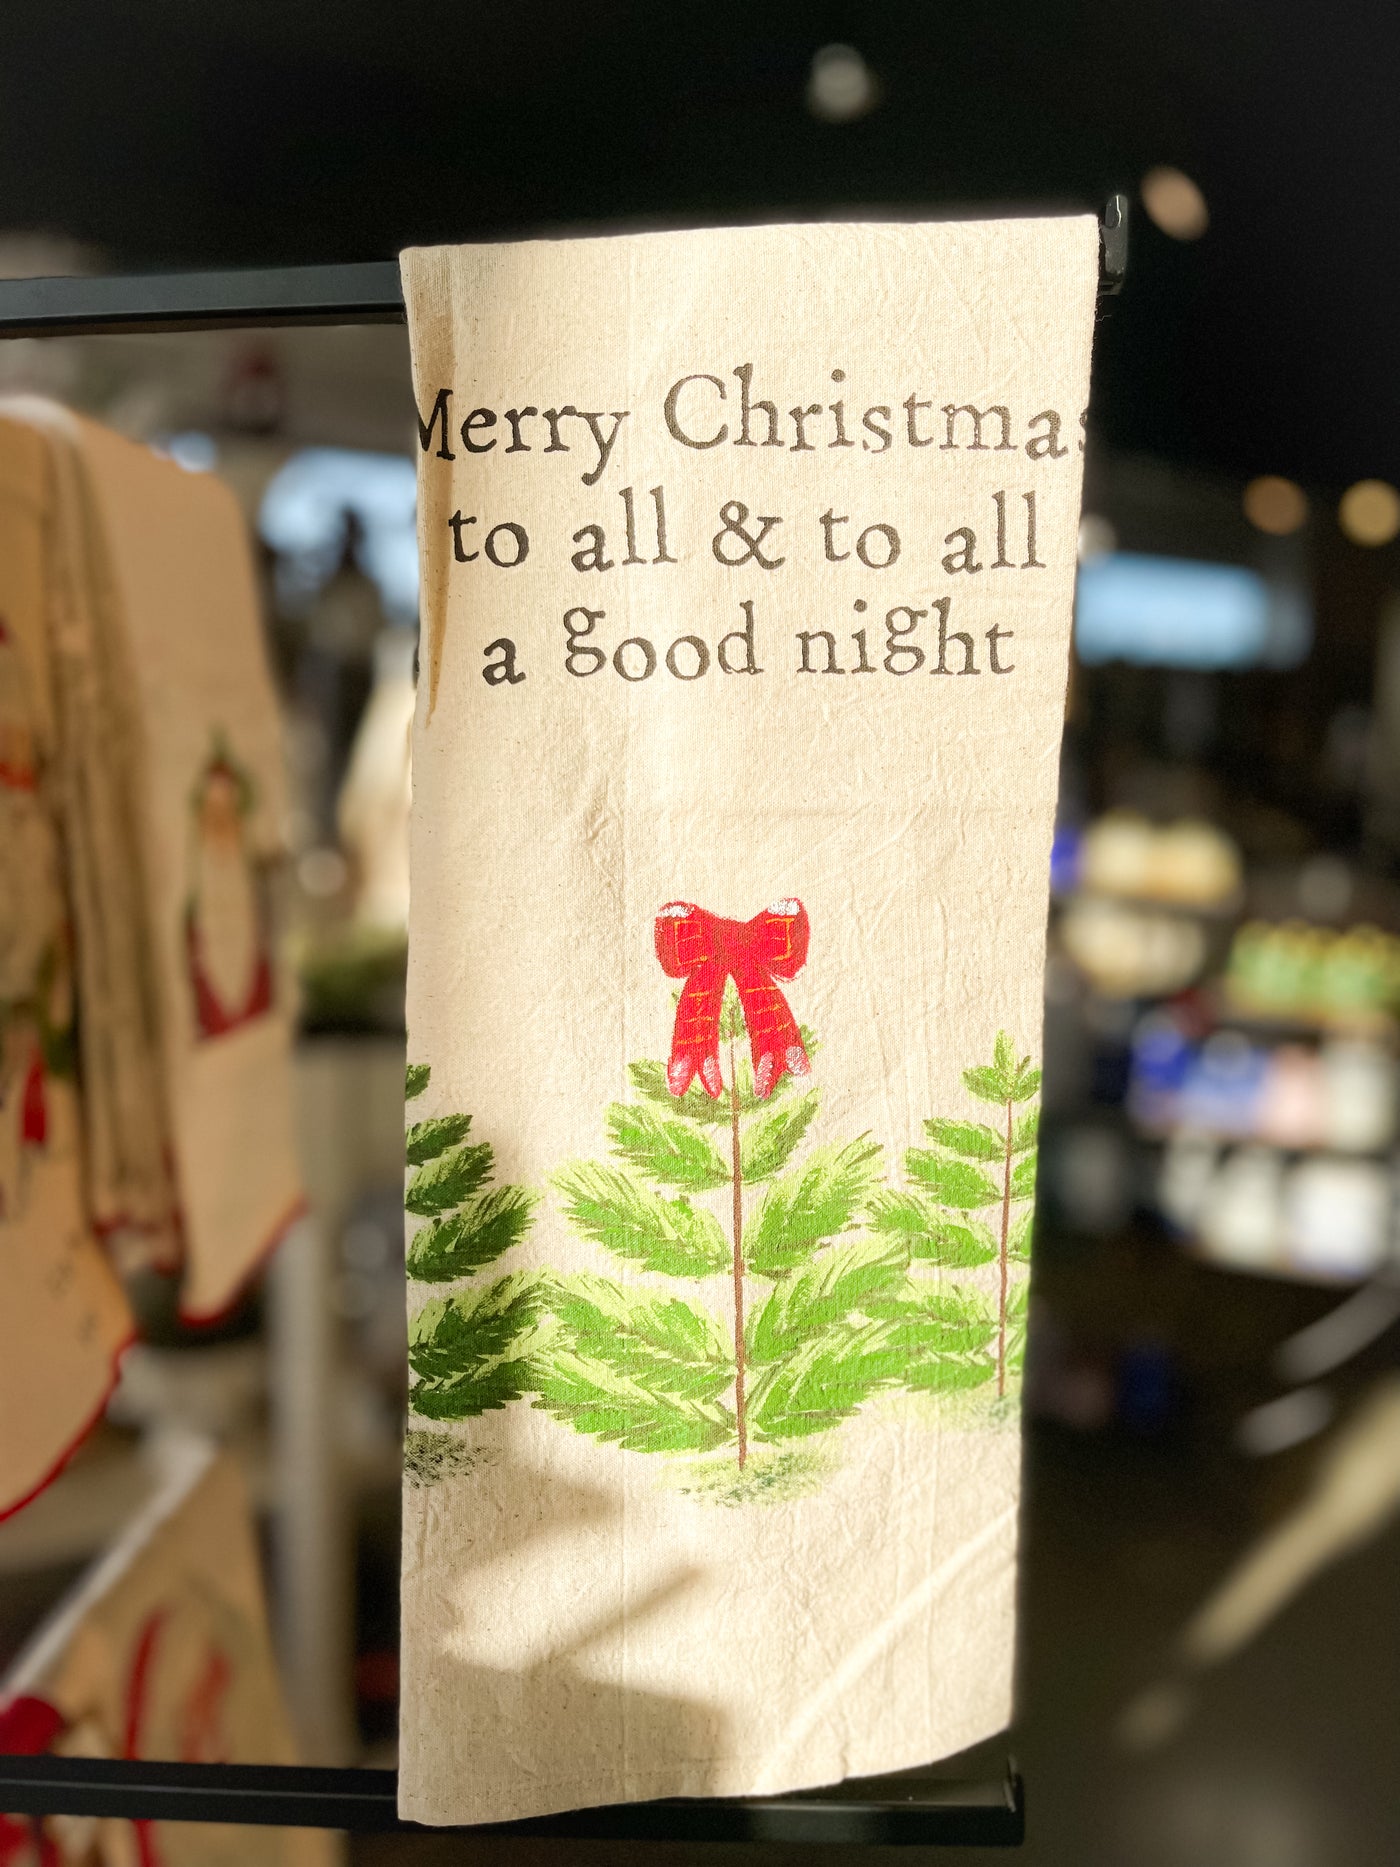 Merry Christmas
to all & to all
a good night